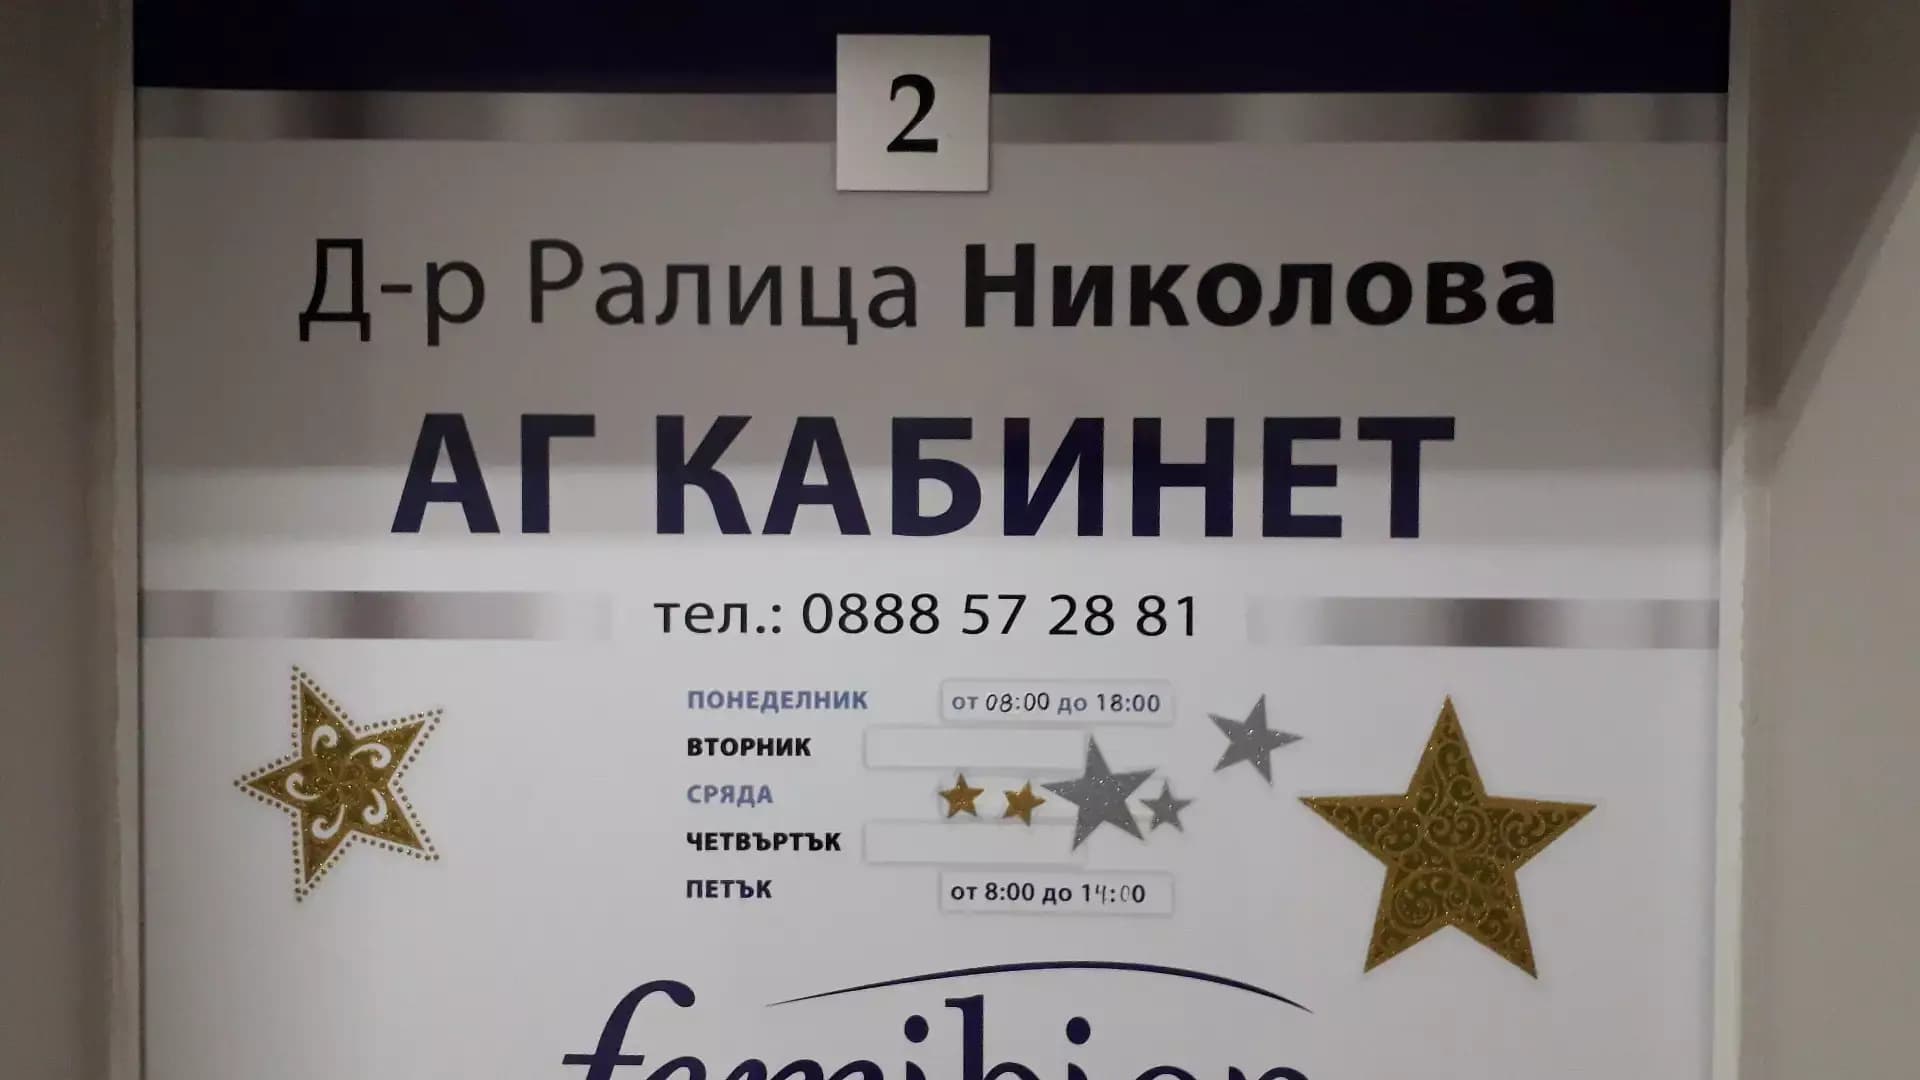 2
Д-р Ралица Николова
АГ КАБИНЕТ
тел.: 0888 57 28 81
ПОНЕДЕЛНИК от 08:00 до 18:00
ВТОРНИК
СРЯДА
ЧЕТВЪРТЪК
ПЕТЪК от 8:00 до 14:00
femibion